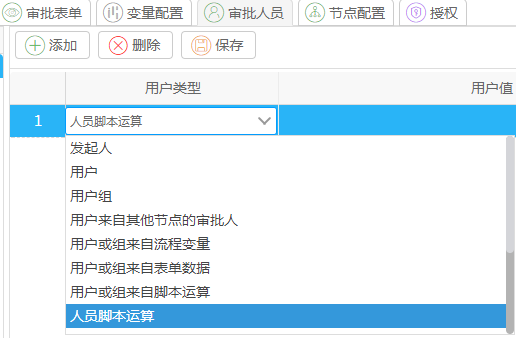 审批表单 变量配置 审批人员 节点配置 授权
添加 删除 保存
用户类型 用户值
1 人员脚本运算
发起人
用户
用户组
用户来自其他节点的审批人
用户或组来自流程变量
用户或组来自表单数据
用户或组来自脚本运算
人员脚本运算